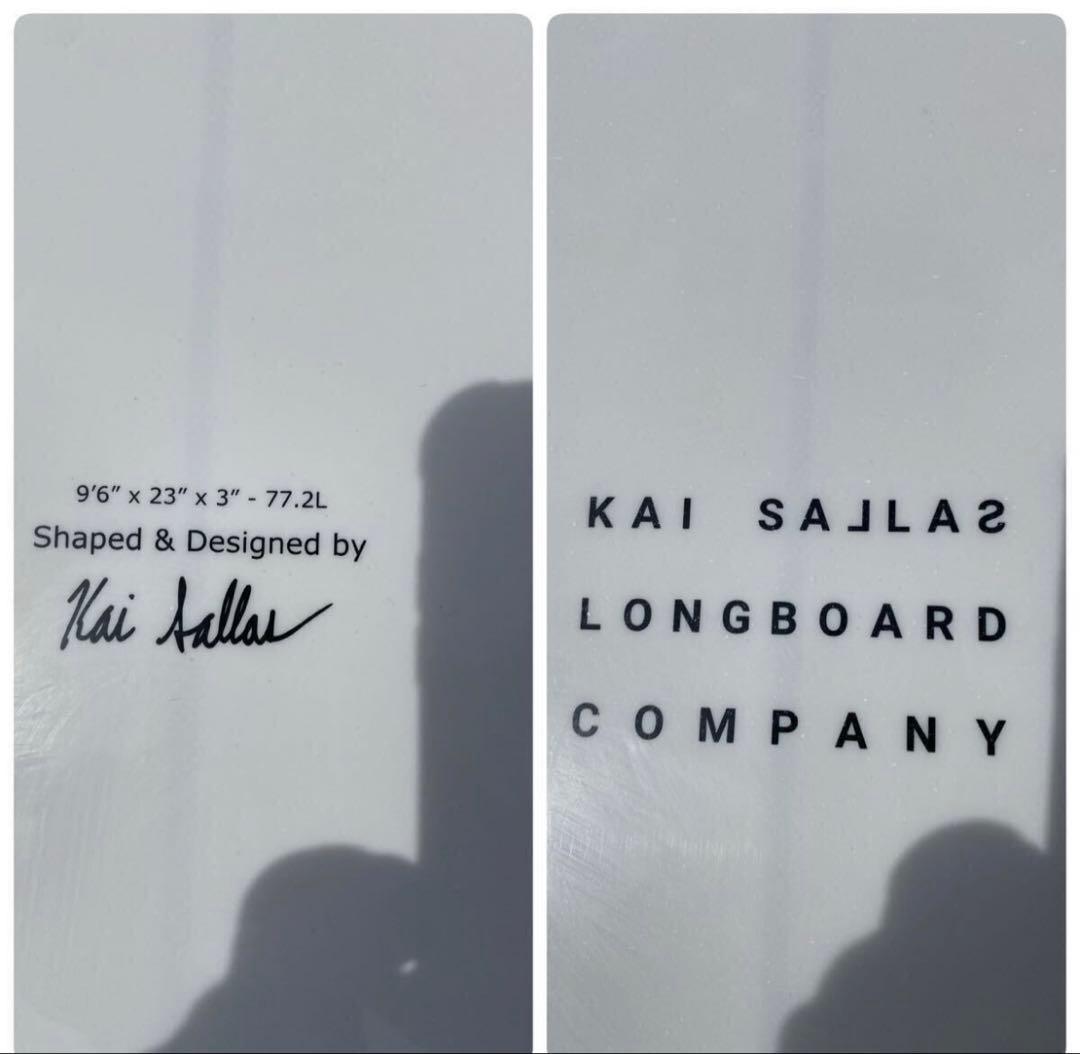 9'6" x 23" x 3" - 77.2L
Shaped & Designed by
Kai Sallas
KAI SALLAS
LONGBOARD
COMPANY